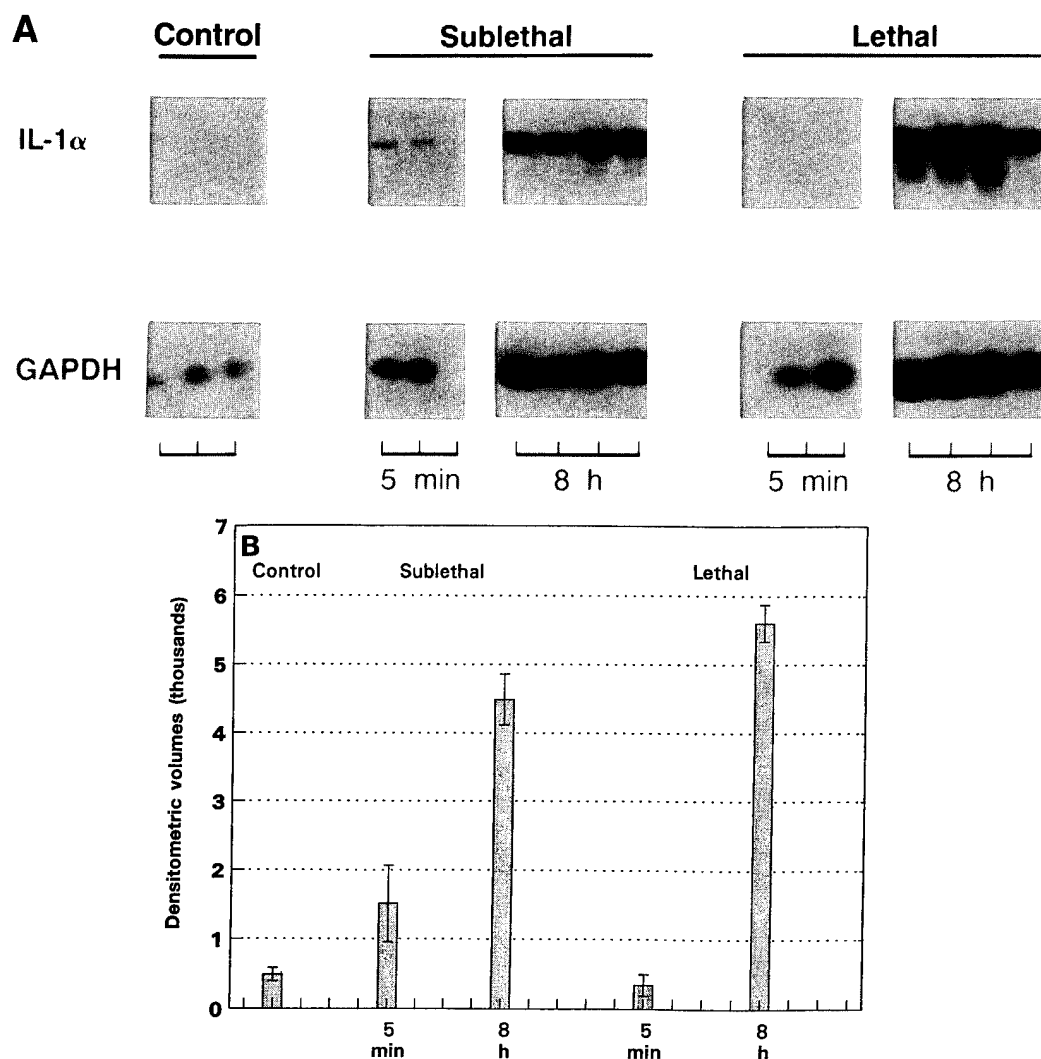 A
Control Sublethal Lethal
IL-1α
GAPDH
5 min 8 h 5 min 8 h
B
Control Sublethal Lethal
Densitometric volumes (thousands)
7
6
5
4
3
2
1
0
5 8 5 8
min h min h